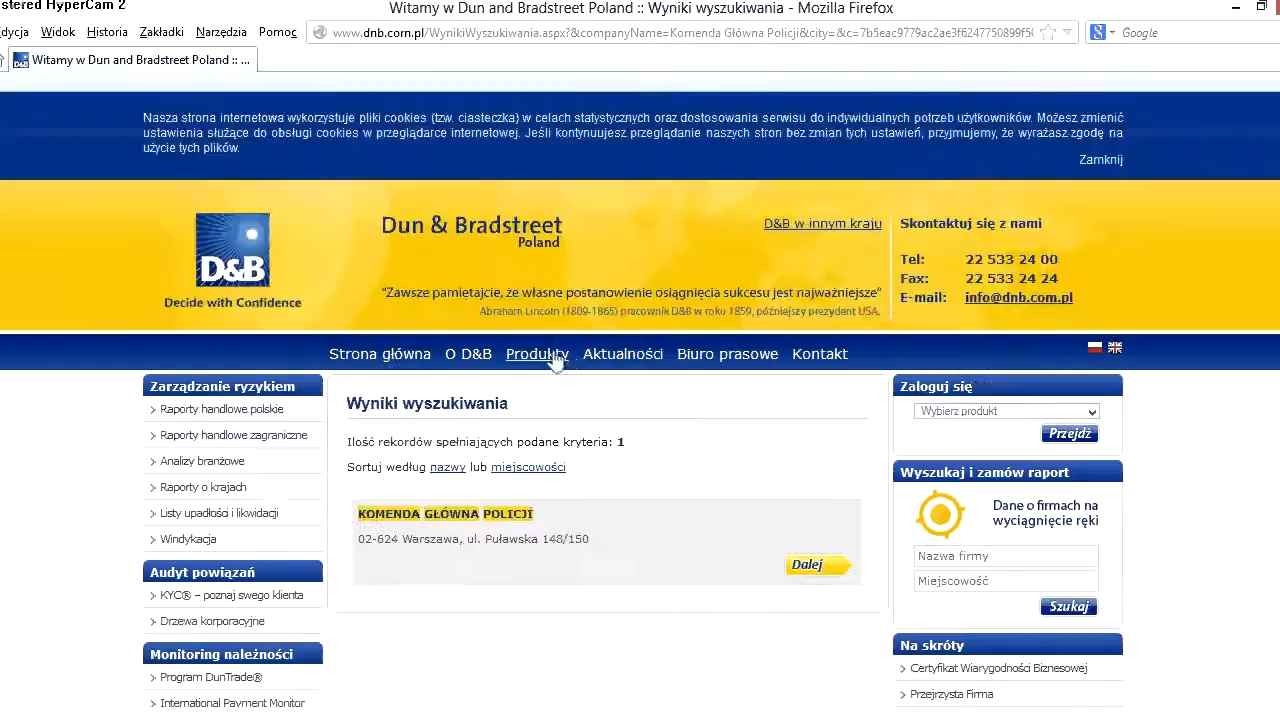 stered HyperCam 2
Witamy w Dun and Bradstreet Poland :: Wyniki wyszukiwania - Mozilla Firefox
dycja Widok Historia Zakładki Narzędzia Pomoc
www.dnb.com.pl/WynikiWyszukiwania.aspx?&companyName=Komenda Główna Policji&city=&c=7b5eac9779ac2ae3f6247750899f50
Google
Witamy w Dun and Bradstreet Poland :: ...
Nasza strona internetowa wykorzystuje pliki cookies (tzw. ciasteczka) w celach statystycznych oraz dostosowania serwisu do indywidualnych potrzeb użytkowników. Możesz zmienić
ustawienia służące do obsługi cookies w przeglądarce internetowej. Jeśli kontynuujesz przeglądanie naszych stron bez zmian tych ustawień, przyjmujemy, że wyrażasz zgodę na
użycie tych plików.
Zamknij
D&B
Decide with Confidence
Dun & Bradstreet
Poland
D&B w innym kraju
"Zawsze pamiętajcie, że własne postanowienie osiągnięcia sukcesu jest najważniejsze"
Abraham Lincoln (1809-1865) pracownik D&B w roku 1859, późniejszy prezydent USA.
Skontaktuj się z nami
Tel: 22 533 24 00
Fax: 22 533 24 24
E-mail: info@dnb.com.pl
Strona główna O D&B Produkty Aktualności Biuro prasowe Kontakt
Zarządzanie ryzykiem
Raporty handlowe polskie
Raporty handlowe zagraniczne
Analizy branżowe
Raporty o krajach
Listy upadłości i likwidacji
Windykacja
Audyt powiązań
KYC® – poznaj swego klienta
Drzewa korporacyjne
Monitoring należności
Program DunTrade®
International Payment Monitor
Wyniki wyszukiwania
Ilość rekordów spełniających podane kryteria: 1
Sortuj według nazwy lub miejscowości
KOMENDA GŁÓWNA POLICJI
02-624 Warszawa, ul. Puławska 148/150
Dalej
Zaloguj się
Wybierz produkt
Przejdź
Wyszukaj i zamów raport
Dane o firmach na
wyciągnięcie ręki
Nazwa firmy
Miejscowość
Szukaj
Na skróty
Certyfikat Wiarygodności Biznesowej
Przejrzysta Firma